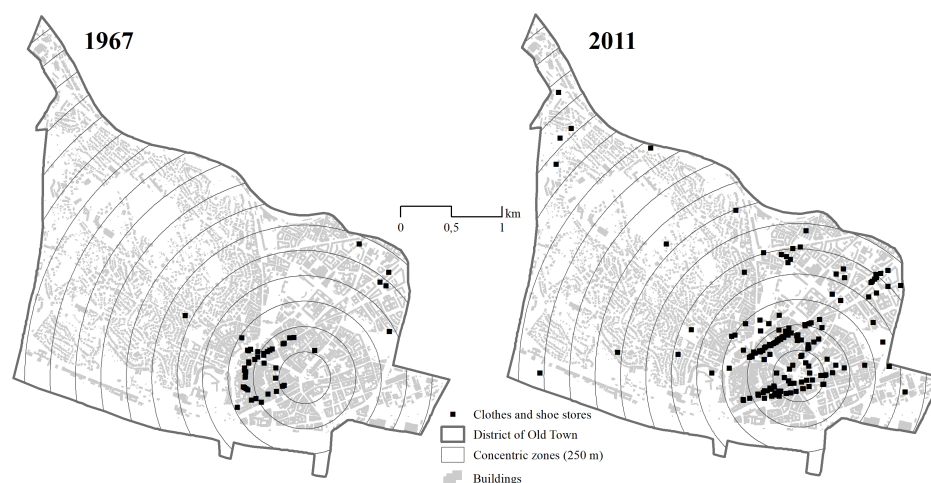 1967
2011
km
0
0,5
1
Clothes and shoe stores
District of Old Town
Concentric zones (250 m)
Buildings